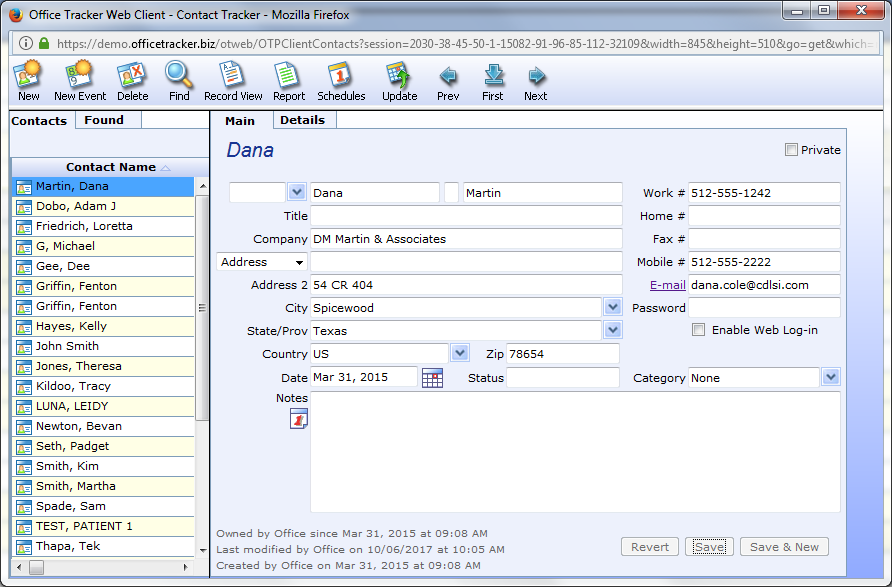 Office Tracker Web Client - Contact Tracker - Mozilla Firefox
https://demo.officetracker.biz/otweb/OTPClientContacts?session=2030-38-45-50-1-15082-91-96-85-112-32109&width=845&height=510&go=get&which=
New New Event Delete Find Record View Report Schedules Update Prev First Next
Contacts Found
Contact Name
Martin, Dana
Dobo, Adam J
Friedrich, Loretta
G, Michael
Gee, Dee
Griffin, Fenton
Griffin, Fenton
Hayes, Kelly
John Smith
Jones, Theresa
Kildoo, Tracy
LUNA, LEIDY
Newton, Bevan
Seth, Padget
Smith, Kim
Smith, Martha
Spade, Sam
TEST, PATIENT 1
Thapa, Tek
Main Details
Dana
Private
Dana Martin Work # 512-555-1242
Title Home #
Company DM Martin & Associates Fax #
Address Mobile # 512-555-2222
Address 2 54 CR 404 E-mail dana.cole@cdlsi.com
City Spicewood Password
State/Prov Texas Enable Web Log-in
Country US Zip 78654
Date Mar 31, 2015 Status Category None
Notes
Owned by Office since Mar 31, 2015 at 09:08 AM
Last modified by Office on 10/06/2017 at 10:05 AM
Created by Office on Mar 31, 2015 at 09:08 AM
Revert Save Save & New